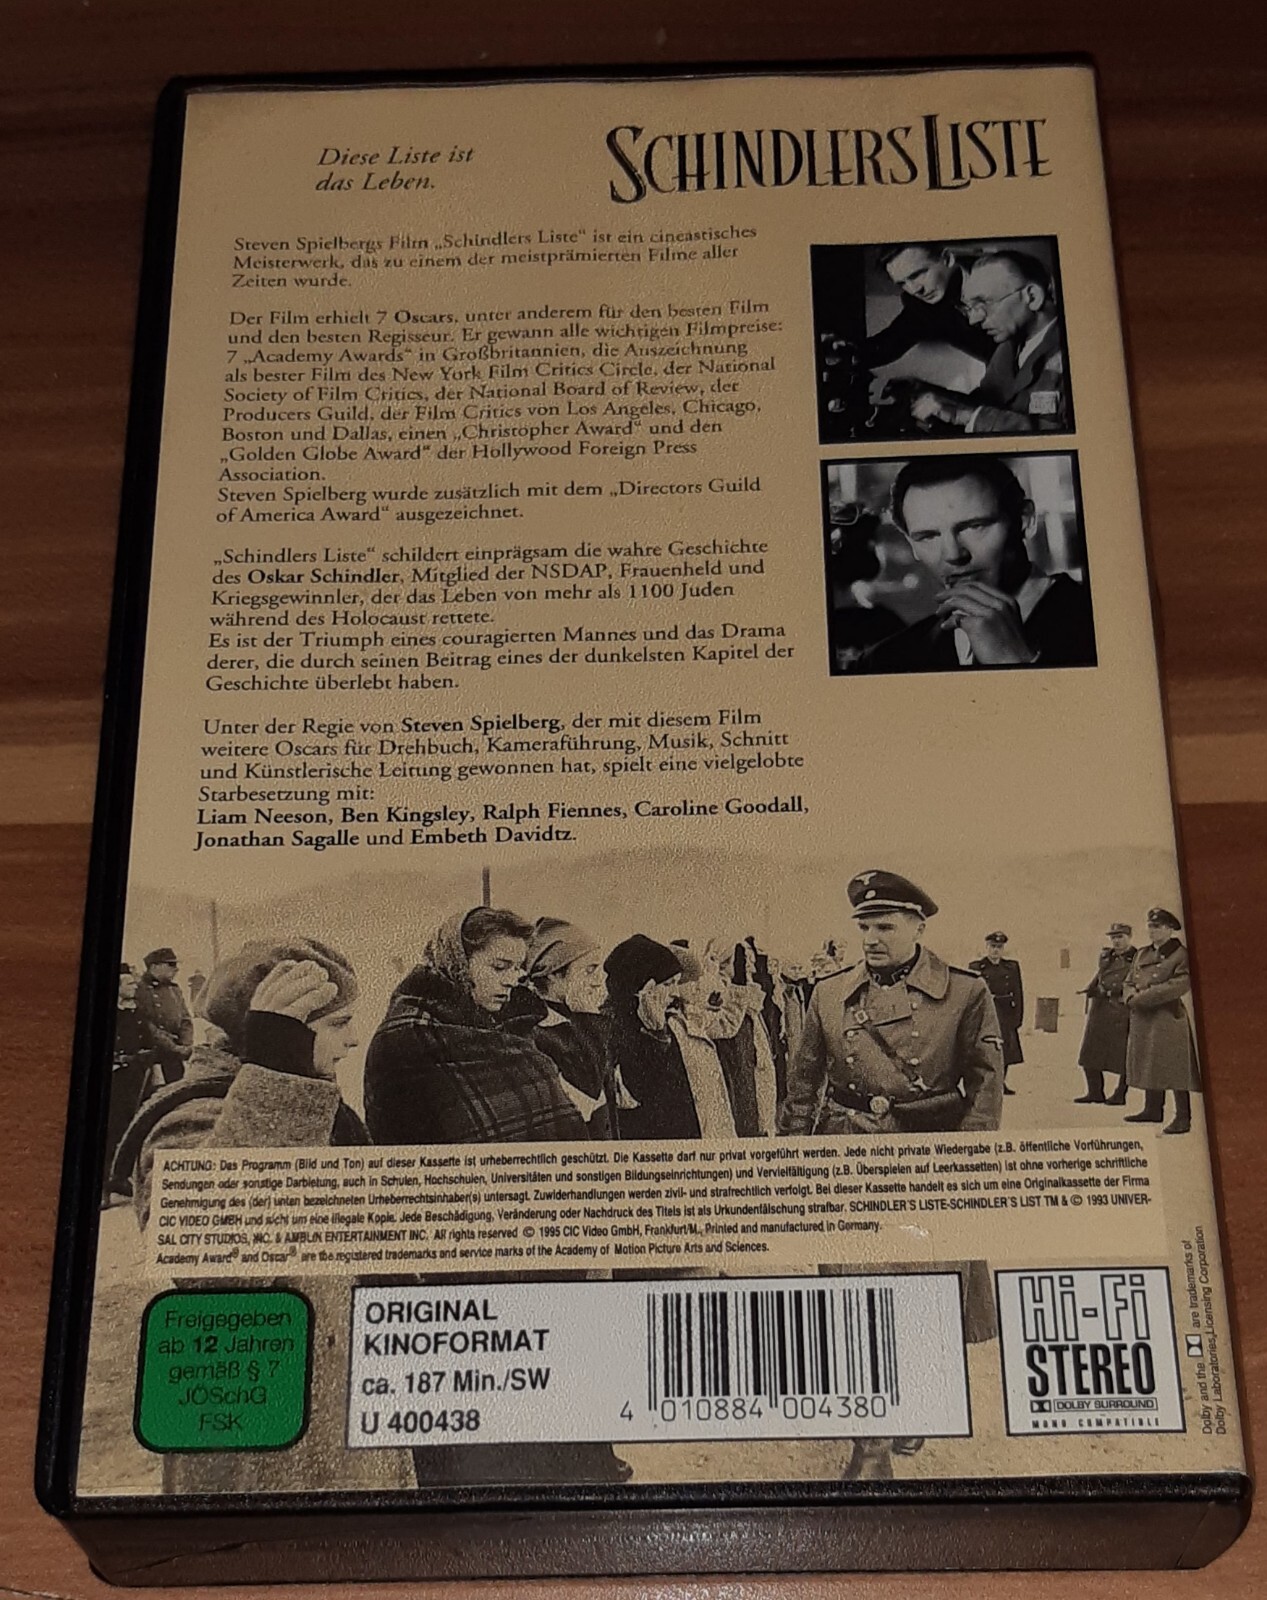 Diese Liste ist
das Leben.
SCHINDLERS LISTE
Steven Spielbergs Film „Schindlers Liste“ ist ein cineastisches
Meisterwerk, das zu einem der meistprämierten Filme aller
Zeiten wurde.
Der Film erhielt 7 Oscars, unter anderem für den besten Film
und den besten Regisseur. Er gewann alle wichtigen Filmpreise:
7 „Academy Awards“ in Großbritannien, die Auszeichnung
als bester Film des New York Film Critics Circle, der National
Society of Film Critics, der National Board of Review, der
Producers Guild, der Film Critics von Los Angeles, Chicago,
Boston und Dallas, einen „Christopher Award“ und den
„Golden Globe Award“ der Hollywood Foreign Press
Association.
Steven Spielberg wurde zusätzlich mit dem „Directors Guild
of America Award“ ausgezeichnet.
„Schindlers Liste“ schildert einprägsam die wahre Geschichte
des Oskar Schindler, Mitglied der NSDAP, Frauenheld und
Kriegsgewinnler, der das Leben von mehr als 1100 Juden
während des Holocaust rettete.
Es ist der Triumph eines couragierten Mannes und das Drama
derer, die durch seinen Beitrag eines der dunkelsten Kapitel der
Geschichte überlebt haben.
Unter der Regie von Steven Spielberg, der mit diesem Film
weitere Oscars für Drehbuch, Kameraführung, Musik, Schnitt
und Künstlerische Leitung gewonnen hat, spielt eine vielgelobte
Starbesetzung mit:
Liam Neeson, Ben Kingsley, Ralph Fiennes, Caroline Goodall,
Jonathan Sagalle und Embeth Davidtz.
ACHTUNG: Das Programm (Bild und Ton) auf dieser Kassette ist urheberrechtlich geschützt. Die Kassette darf nur privat vorgeführt werden. Jede nicht private Wiedergabe (z.B. öffentliche Vorführungen,
Sendungen oder sonstige Darbietung, auch in Schulen, Hochschulen, Universitäten und sonstigen Bildungseinrichtungen) und Vervielfältigung (z.B. Überspielen auf Leerkassetten) ist ohne vorherige schriftliche
Genehmigung des (der) unten bezeichneten Urheberrechtsinhaber(s) untersagt. Zuwiderhandlungen werden zivil- und strafrechtlich verfolgt. Bei dieser Kassette handelt es sich um eine Originalkassette der Firma
CIC VIDEO GMBH und nicht um eine illegale Kopie. Jede Beschädigung, Veränderung oder Nachdruck des Titels ist als Urkundenfälschung strafbar. SCHINDLER'S LISTE-SCHINDLER'S LIST TM & © 1993 UNIVER-
SAL CITY STUDIOS, INC. & AMBLIN ENTERTAINMENT INC. All rights reserved © 1995 CIC Video GmbH, Frankfurt/M., Printed and manufactured in Germany.
Academy Award® and Oscar® are the registered trademarks and service marks of the Academy of Motion Picture Arts and Sciences.
Freigegeben
ab 12 Jahren
gemäß § 7
JÖSchG
FSK
ORIGINAL
KINOFORMAT
ca. 187 Min./SW
U 400438
4 010884 004380
Hi-Fi
STEREO
DOLBY SURROUND
MONO COMPATIBLE
Dolby and the are trademarks of
Dolby Laboratories Licensing Corporation